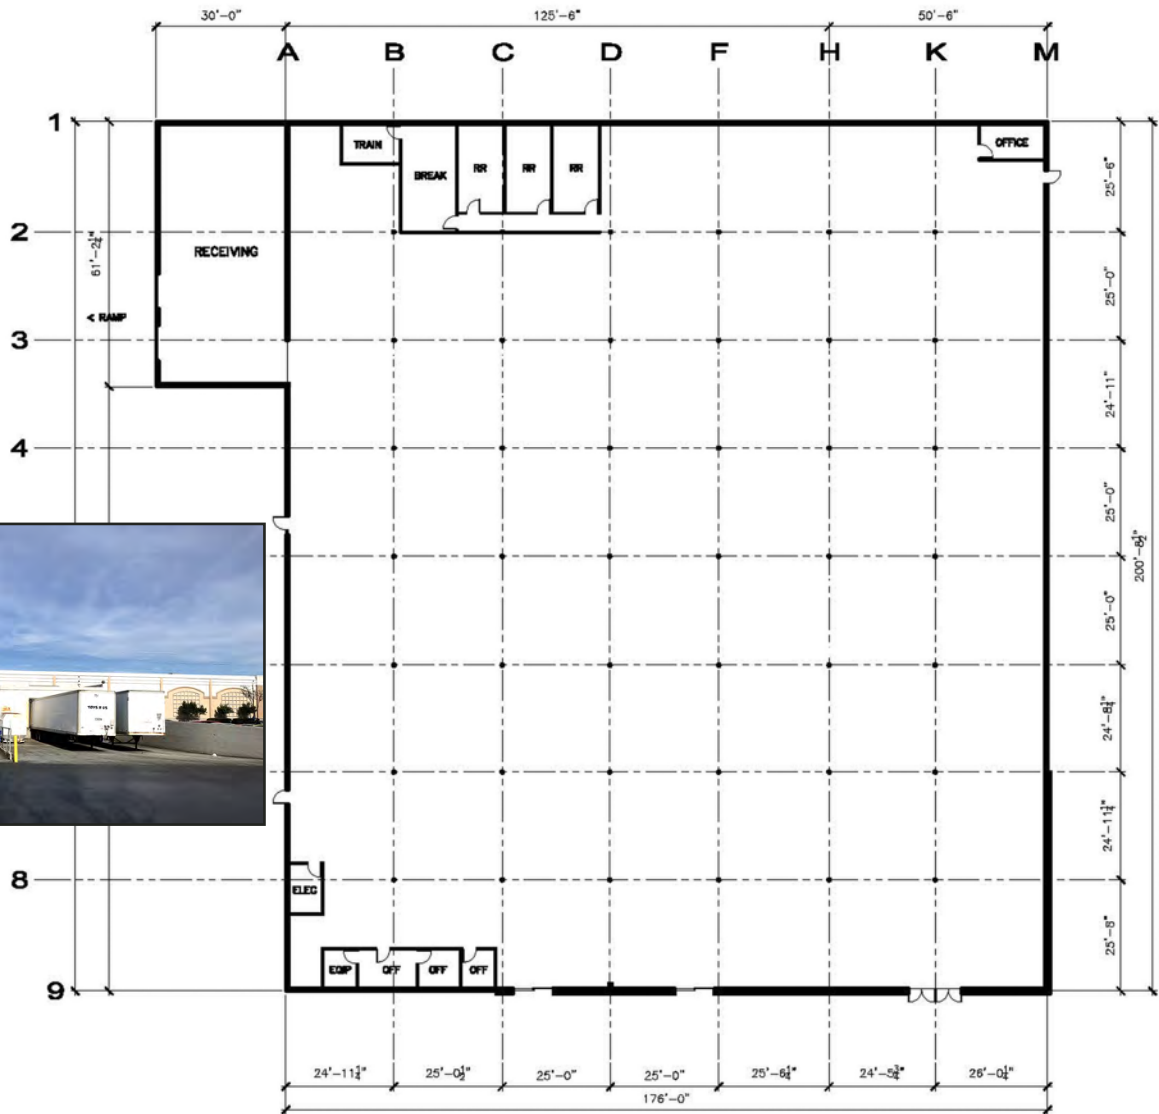 30'-0"
125'-6"
50'-6"
A B C D F H K M
1
TRAIN
BREAK
RR
RR
RR
OFFICE
25'-6"
2
61'-2¼"
RECEIVING
25'-0"
< RAMP
3
24'-11"
4
25'-0"
200'-8½"
25'-0"
24'-8¼"
24'-11¼"
8
ELEC
25'-8"
EQIP
OFF
OFF
OFF
9
24'-11¼"
25'-0½"
25'-0"
25'-0"
25'-6¼"
24'-5¾"
26'-0¼"
176'-0"